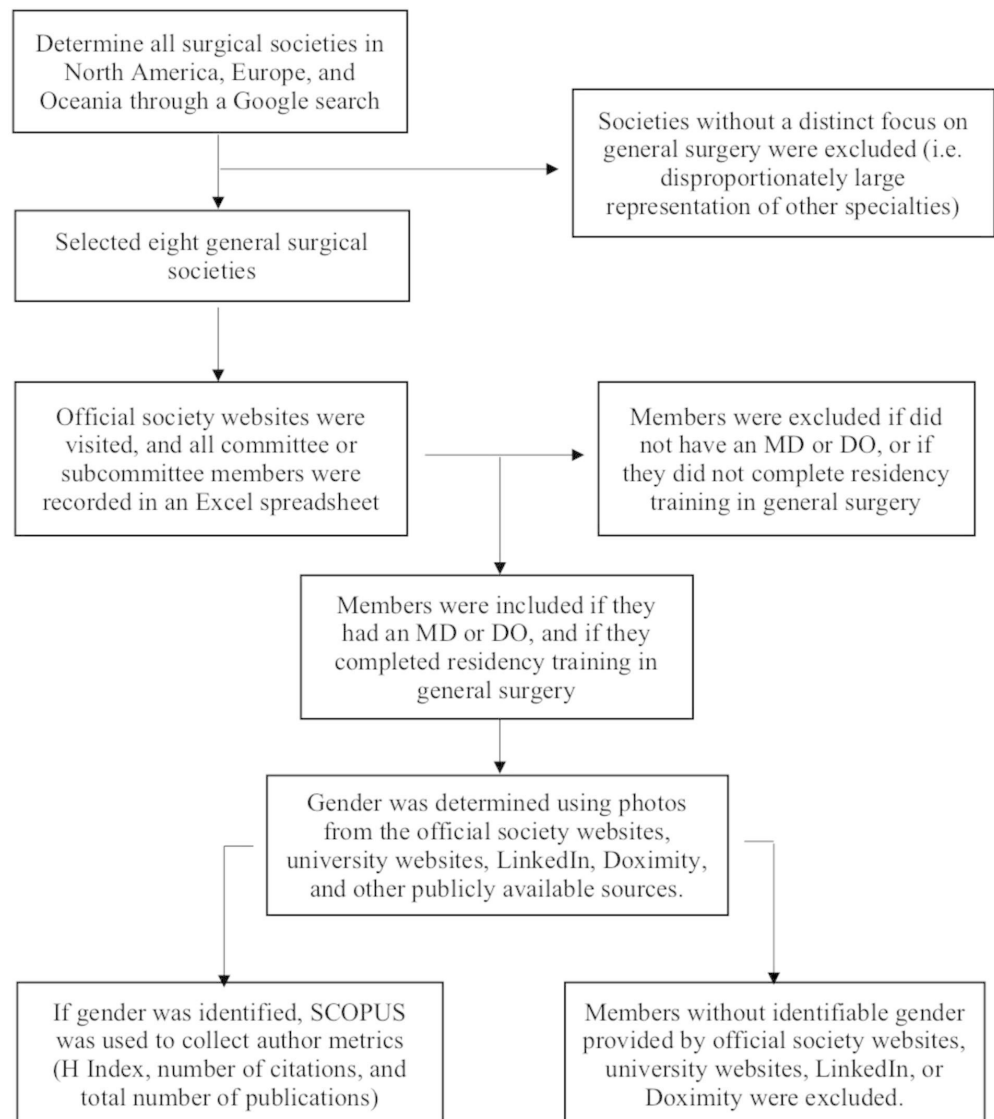 Determine all surgical societies in
North America, Europe, and
Oceania through a Google search
Societies without a distinct focus on
general surgery were excluded (i.e.
disproportionately large
representation of other specialties)
Selected eight general surgical
societies
Official society websites were
visited, and all committee or
subcommittee members were
recorded in an Excel spreadsheet
Members were excluded if did
not have an MD or DO, or if
they did not complete residency
training in general surgery
Members were included if they
had an MD or DO, and if they
completed residency training in
general surgery
Gender was determined using photos
from the official society websites,
university websites, LinkedIn, Doximity,
and other publicly available sources.
If gender was identified, SCOPUS
was used to collect author metrics
(H Index, number of citations, and
total number of publications)
Members without identifiable gender
provided by official society websites,
university websites, LinkedIn, or
Doximity were excluded.